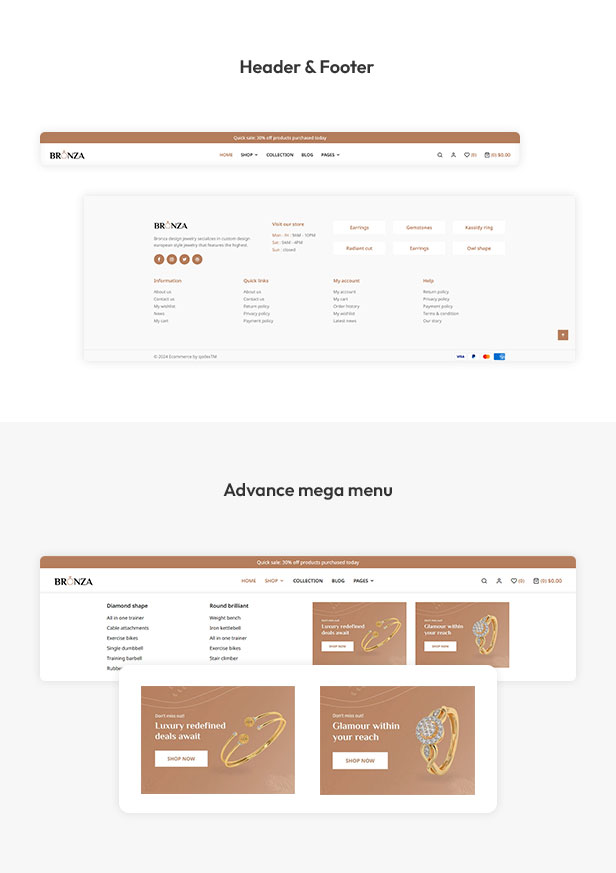 Header & Footer
Quick sale: 30% off products purchased today
BRONZA
HOME SHOP COLLECTION BLOG PAGES
(0) (0) $0.00
BRONZA
Bronza design jewelry secializes in custom design
european style jewelry that features the highest.
Visit our store
Mon - Fri : 9AM - 10PM
Sat : 9AM - 4PM
Sun : closed
Earrings Gemstones Kassidy ring
Radiant cut Earrings Owl shape
Information
About us
Contact us
My wishlist
News
My cart
Quick links
About us
Contact us
Return policy
Privacy policy
Payment policy
My account
My account
My cart
Order history
My wishlist
Latest news
Help
Return policy
Privacy policy
Payment policy
Terms & condition
Our story
© 2024 Ecommerce by spidexTM
VISA
Advance mega menu
Quick sale: 30% off products purchased today
BRONZA
HOME SHOP COLLECTION BLOG PAGES
(0) (0) $0.00
Diamond shape
All in one trainer
Cable attachments
Exercise bikes
Single dumbbell
Training barbell
Rubber
Round brilliant
Weight bench
Iron kettlebell
All in one trainer
Exercise bikes
Stair climber
Don't miss out!
Luxury redefined
deals await
SHOP NOW
Don't miss out!
Glamour within
your reach
SHOP NOW
Don't miss out!
Luxury redefined
deals await
SHOP NOW
Don't miss out!
Glamour within
your reach
SHOP NOW